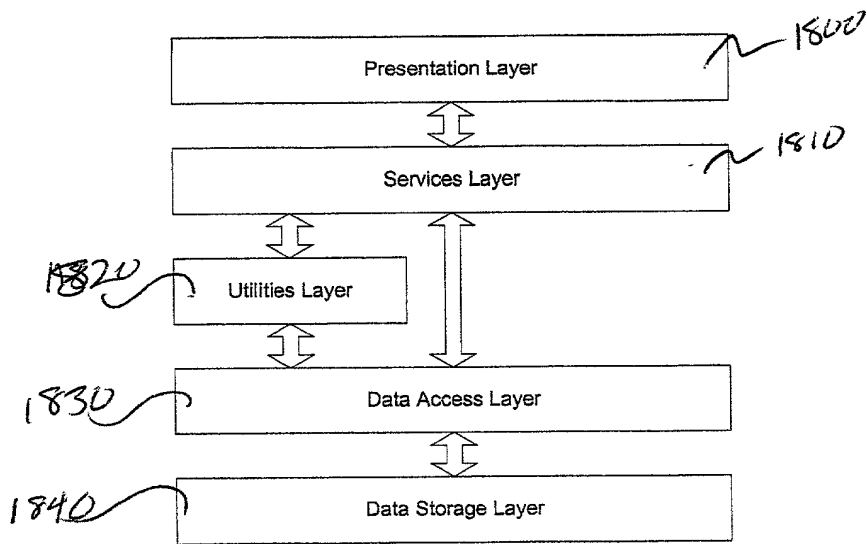 1800
Presentation Layer
1810
Services Layer
1820
Utilities Layer
1830
Data Access Layer
1840
Data Storage Layer